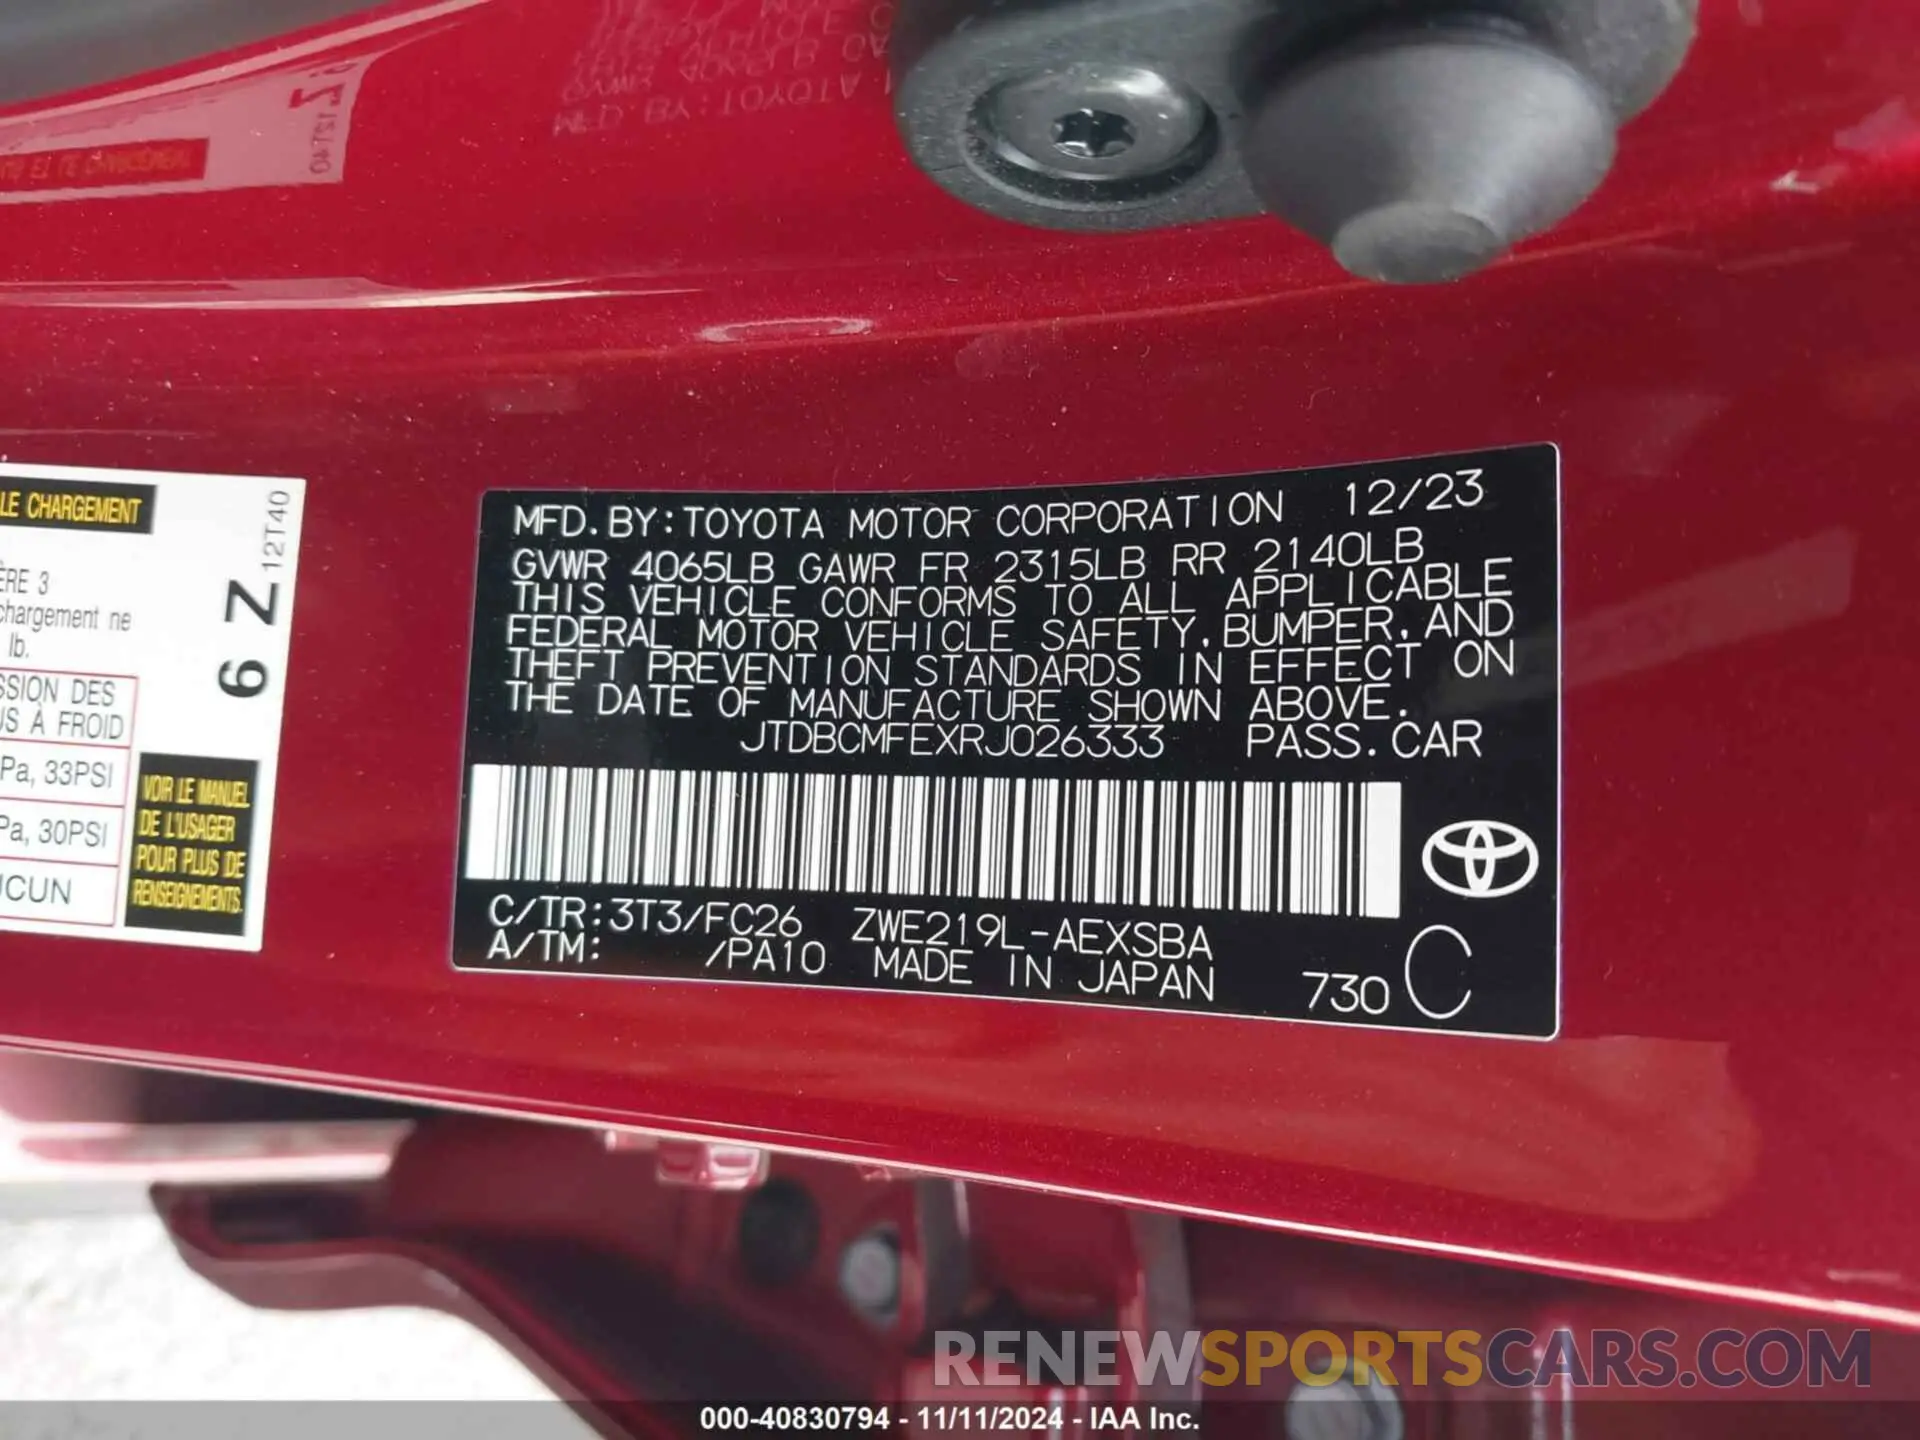 LE CHARGEMENT
ÈRE 3
chargement ne
lb.
SSION DES
US À FROID
Pa, 33PSI
Pa, 30PSI
UCUN
VOIR LE MANUEL
DE L'USAGER
POUR PLUS DE
RENSEIGNEMENTS.
6 Z
12T40
MFD.BY:TOYOTA MOTOR CORPORATION 12/23
GVWR 4065LB GAWR FR 2315LB RR 2140LB
THIS VEHICLE CONFORMS TO ALL APPLICABLE
FEDERAL MOTOR VEHICLE SAFETY,BUMPER,AND
THEFT PREVENTION STANDARDS IN EFFECT ON
THE DATE OF MANUFACTURE SHOWN ABOVE.
JTDBCMFEXRJ026333 PASS.CAR
C/TR:3T3/FC26 ZWE219L-AEXSBA
A/TM: /PA10 MADE IN JAPAN 730 C
RENEWSPORTSCARS.COM
000-40830794 - 11/11/2024 - IAA Inc.